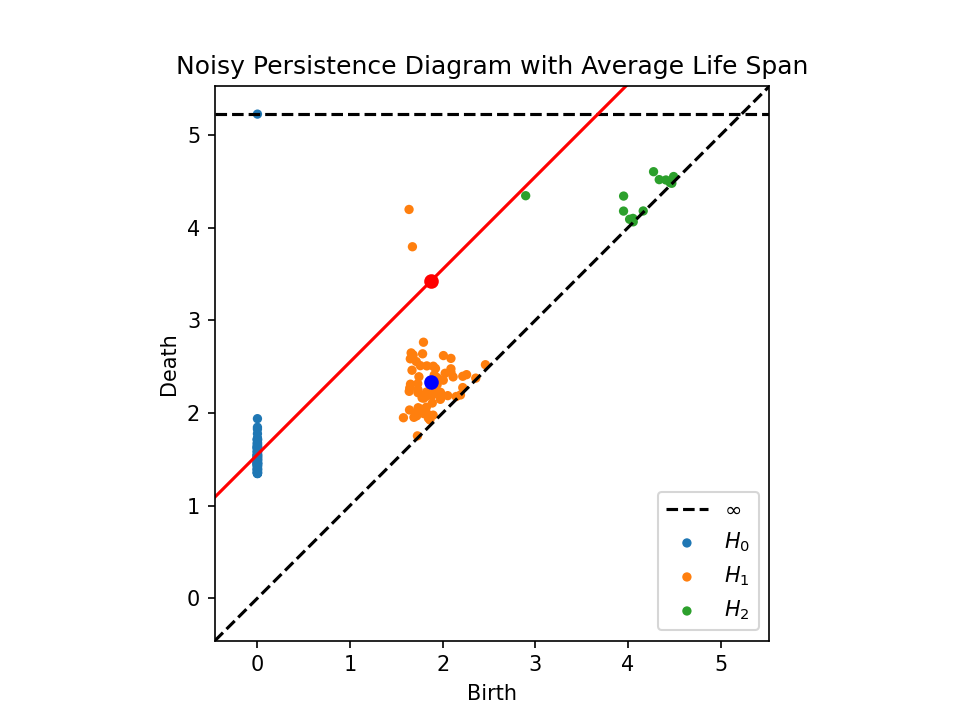 Noisy Persistence Diagram with Average Life Span
Death
5
4
3
2
1
0
0 1 2 3 4 5
Birth
∞
H₀
H₁
H₂